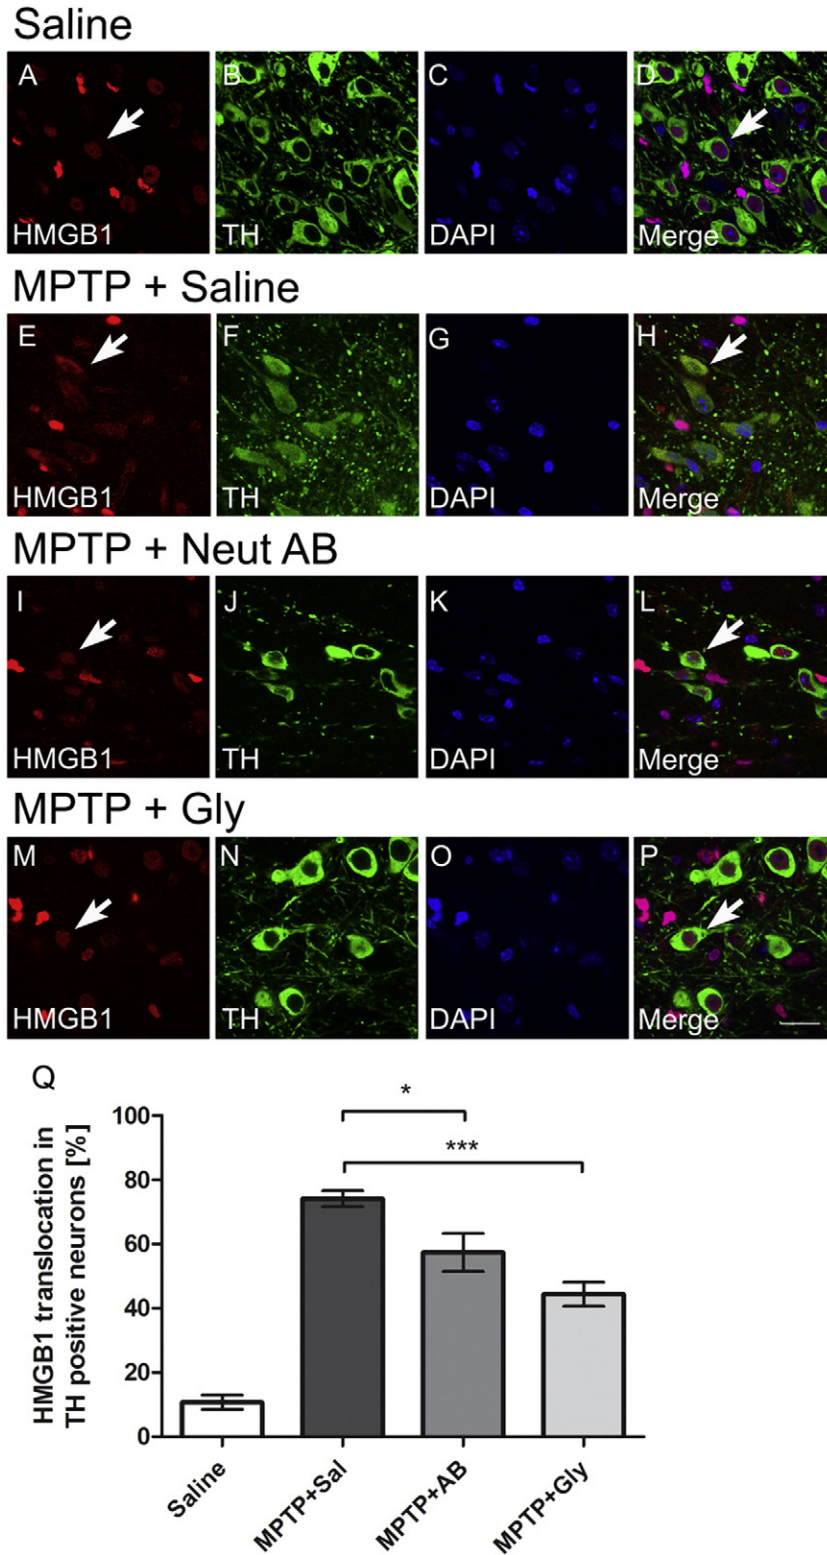 Saline
A B C D
HMGB1 TH DAPI Merge
MPTP + Saline
E F G H
HMGB1 TH DAPI Merge
MPTP + Neut AB
I J K L
HMGB1 TH DAPI Merge
MPTP + Gly
M N O P
HMGB1 TH DAPI Merge
Q
HMGB1 translocation in
TH positive neurons [%]
100
80
60
40
20
0
*
***
Saline
MPTP+Sal
MPTP+AB
MPTP+Gly